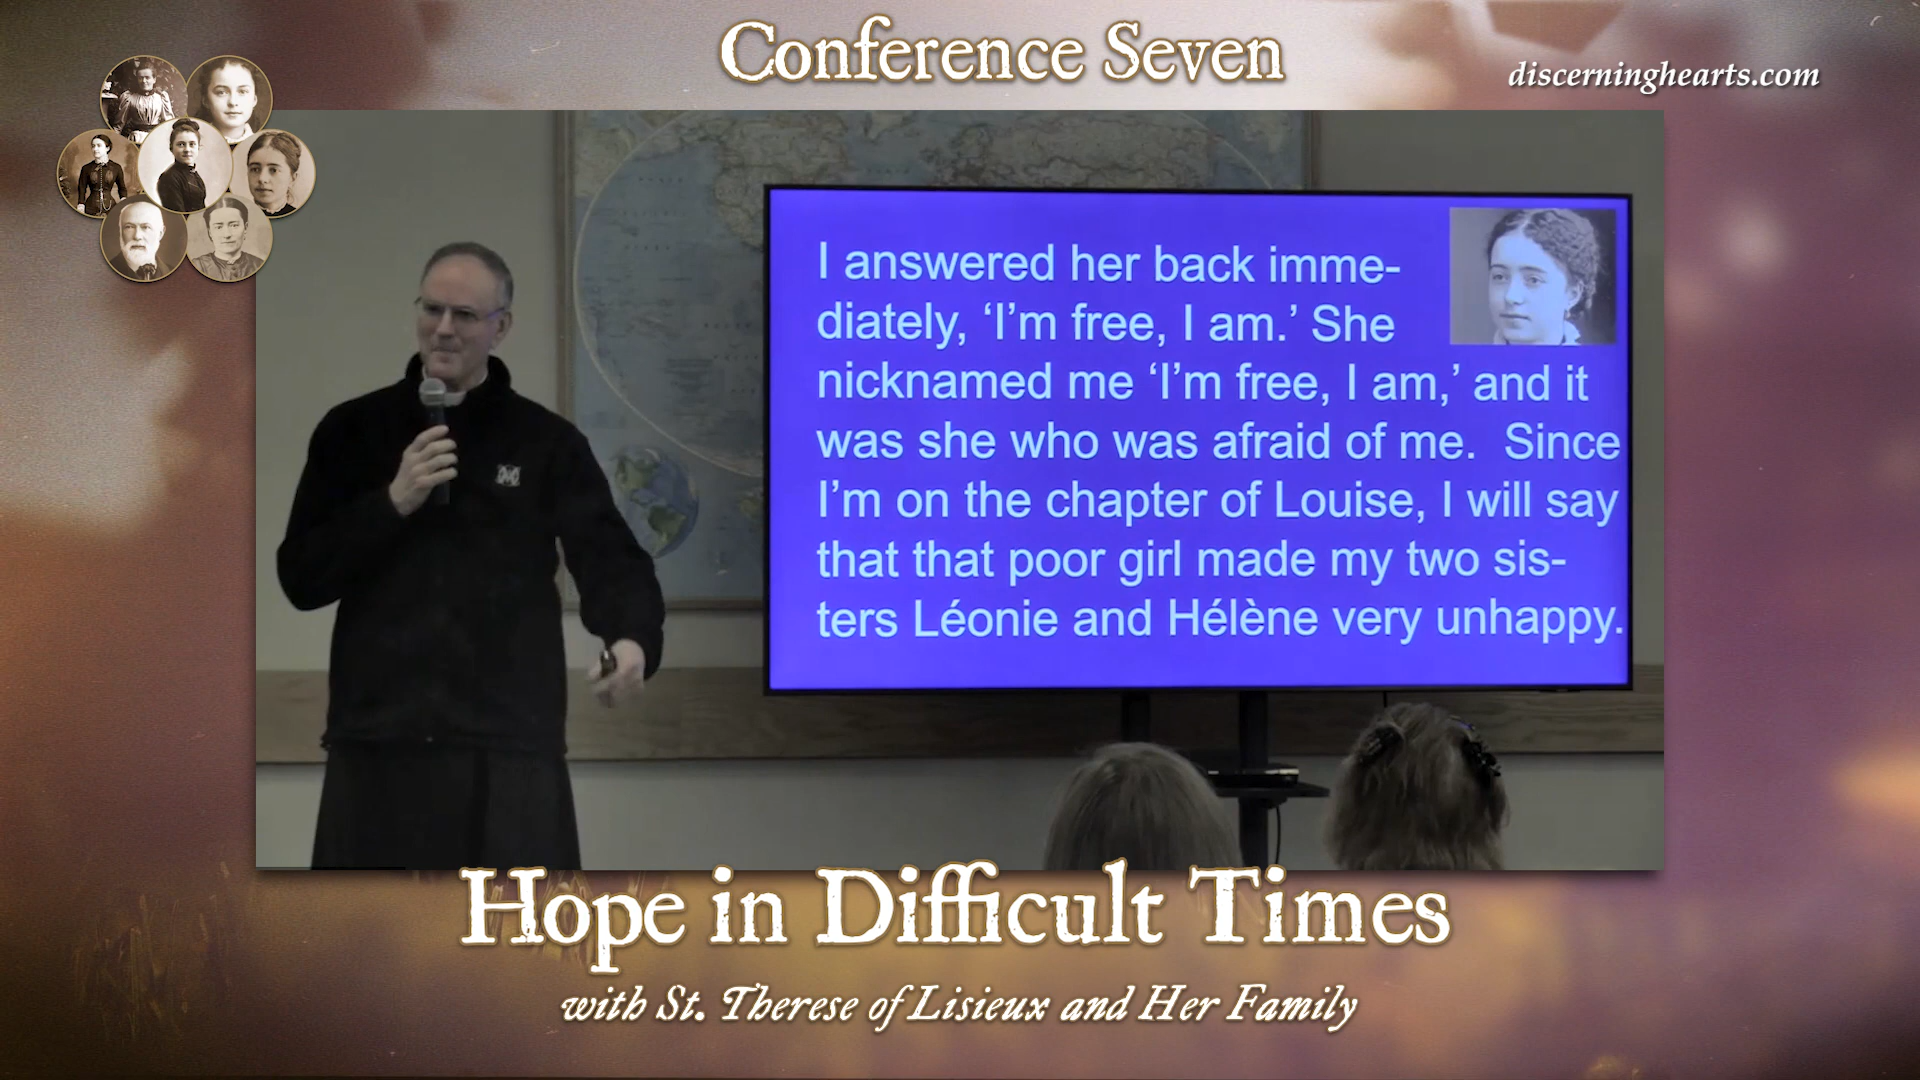 Conference Seven
discerninghearts.com
I answered her back imme-
diately, ‘I’m free, I am.’ She
nicknamed me ‘I’m free, I am,’ and it
was she who was afraid of me.  Since
I’m on the chapter of Louise, I will say
that that poor girl made my two sis-
ters Léonie and Hélène very unhappy.
Hope in Difficult Times
with St. Therese of Lisieux and Her Family